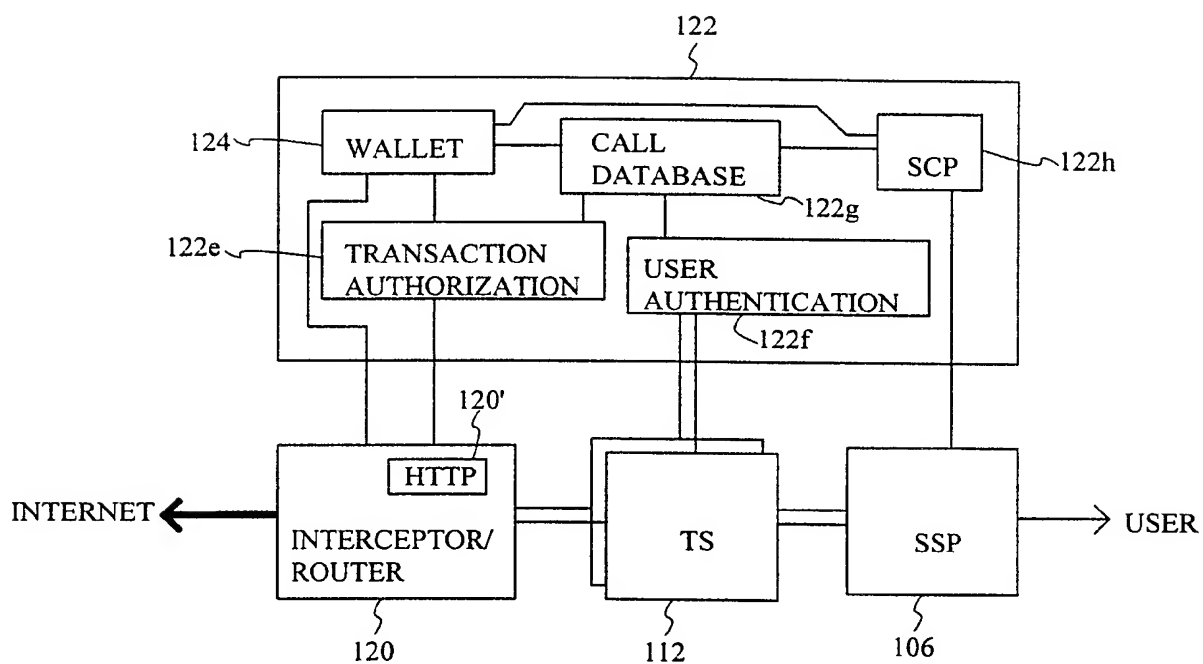 122
124
WALLET
CALL
DATABASE
SCP
122h
122g
122e
TRANSACTION
AUTHORIZATION
USER
AUTHENTICATION
122f
120'
HTTP
INTERNET
INTERCEPTOR/
ROUTER
TS
SSP
USER
120
112
106